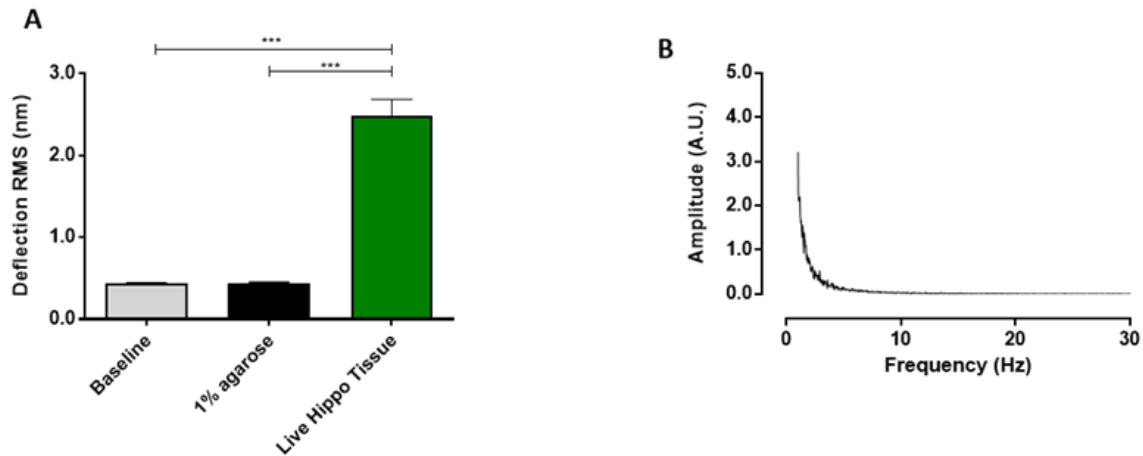 A
***
***
3.0
2.0
1.0
0.0
Deflection RMS (nm)
Baseline
1% agarose
Live Hippo Tissue
B
5.0
4.0
3.0
2.0
1.0
0.0
Amplitude (A.U.)
0 10 20 30
Frequency (Hz)